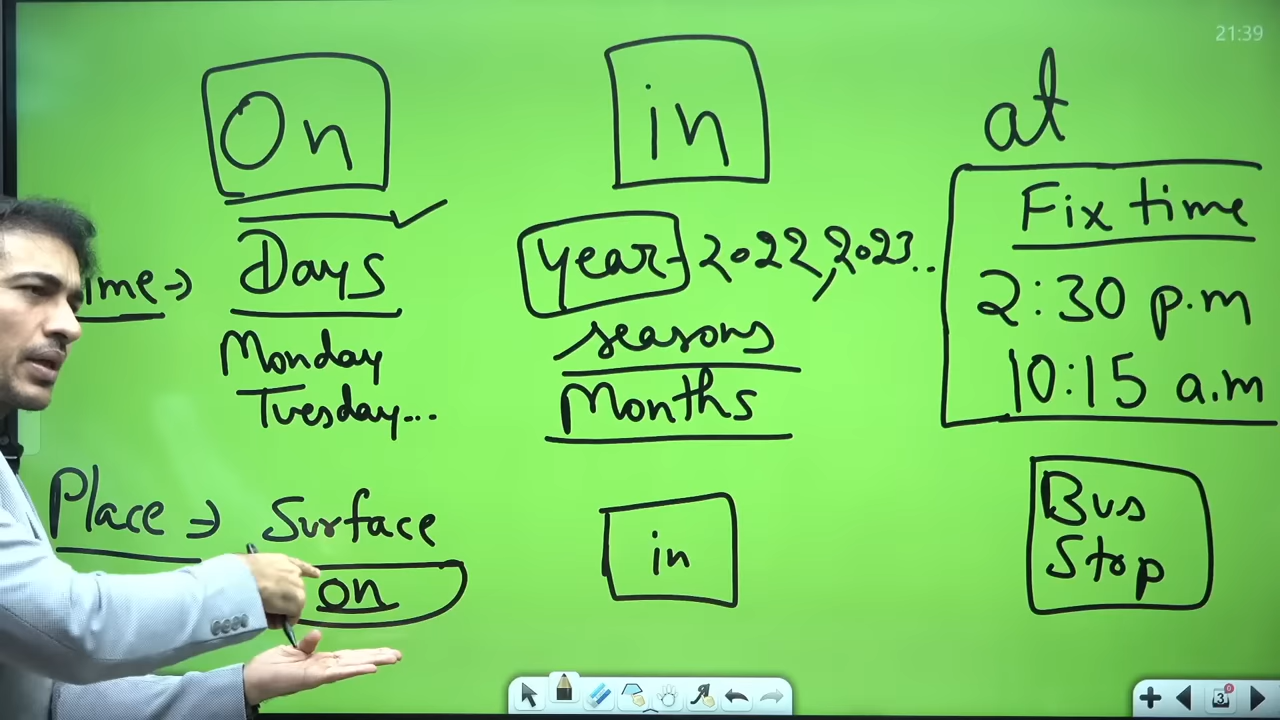 21:39
On
in
at
ime →
Days
Monday
Tuesday...
year - 2022, 2023..
seasons
Months
Fix time
2:30 p.m
10:15 a.m
Place →
Surface
on
in
Bus
Stop
3